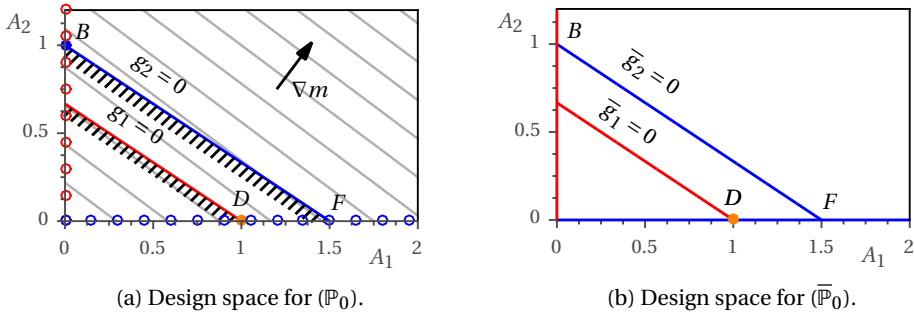 A₂
B
1
g₂ = 0
∇m
g₁ = 0
0.5
D
F
0
0
0.5
1
1.5
2
A₁
(a) Design space for (ℙ₀).
A₂
B
1
g̅₂ = 0
g̅₁ = 0
0.5
D
F
0
0
0.5
1
1.5
2
A₁
(b) Design space for (ℙ̅₀).